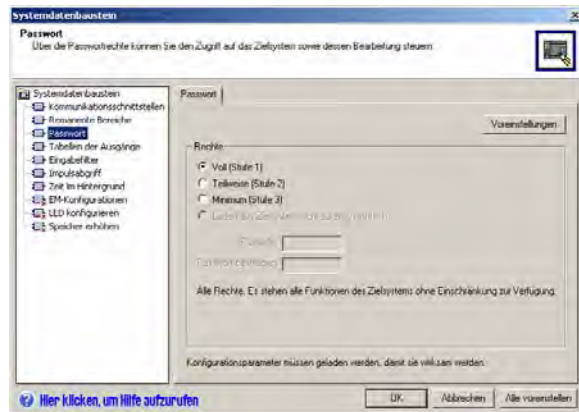 Systemdatenbaustein
Passwort
Über die Passwortrechte können Sie den Zugriff auf das Zielsystem sowie dessen Bearbeitung steuern.
Systemdatenbaustein
Kommunikationsschnittstellen
Remanente Bereiche
Passwort
Tabellen der Ausgänge
Eingabefilter
Impulsabgriff
Zeit im Hintergrund
EM-Konfigurationen
LED konfigurieren
Speicher erhöhen
Passwort
Voreinstellungen
Rechte
Voll (Stufe 1)
Teilweise (Stufe 2)
Minimum (Stufe 3)
Passwort
Alle Rechte. Es stehen alle Funktionen des Zielsystems ohne Einschränkung zur Verfügung.
Konfigurationsparameter müssen geladen werden, damit sie wirksam werden.
Hier klicken, um Hilfe aufzurufen
OK
Abbrechen
Alle voreinstellen